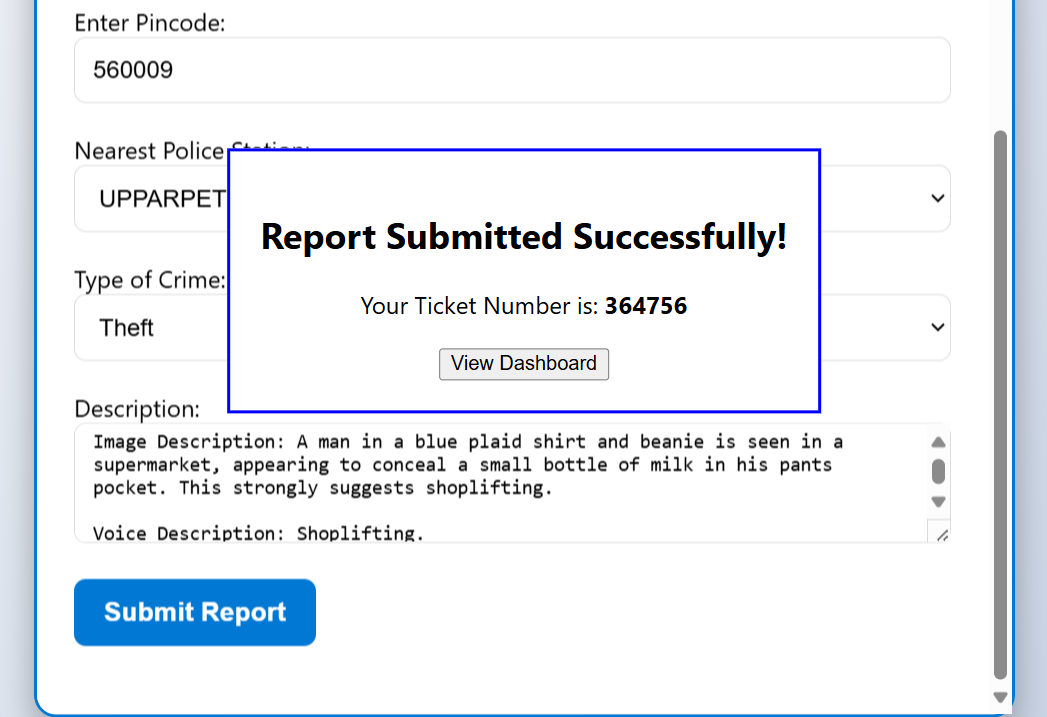 Enter Pincode:
560009
Nearest Police Station:
UPPARPET
Report Submitted Successfully!
Type of Crime:
Your Ticket Number is: 364756
Theft
View Dashboard
Description:
Image Description: A man in a blue plaid shirt and beanie is seen in a
supermarket, appearing to conceal a small bottle of milk in his pants
pocket. This strongly suggests shoplifting.
Voice Description: Shoplifting.
Submit Report